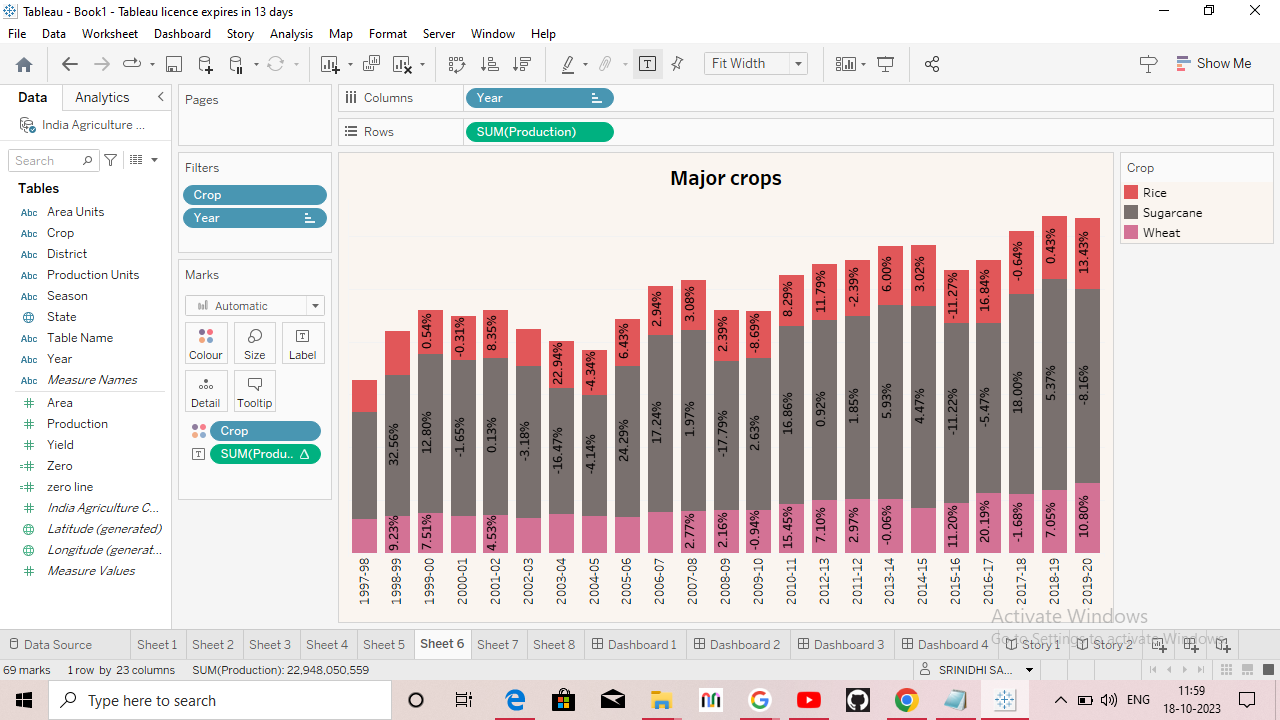 Tableau - Book1 - Tableau licence expires in 13 days
File Data Worksheet Dashboard Story Analysis Map Format Server Window Help
Fit Width
Show Me
Data Analytics
Pages
Columns Year
India Agriculture ...
Rows SUM(Production)
Search
Filters
Crop
Year
Tables
Abc Area Units
Abc Crop
Abc District
Abc Production Units
Abc Season
State
Abc Table Name
Abc Year
Abc Measure Names
Area
Production
Yield
Zero
zero line
India Agriculture C...
Latitude (generated)
Longitude (generat...
Measure Values
Marks
Automatic
Colour Size Label
Detail Tooltip
Crop
SUM(Produ.. Δ
Major crops
0.54% -0.31% 8.35% 22.94% -4.34% 6.43% 2.94% 3.08% 2.39% -8.69% 8.29% 11.79% -2.39% 6.00% 3.02% -11.27% 16.84% -0.64% 0.43% 13.43%
32.56% 12.80% -1.65% 0.13% -3.18% -16.47% -4.14% 24.29% 17.24% 1.97% -17.79% 2.63% 16.86% 0.92% 1.85% 5.93% 4.47% -11.22% -5.47% 18.00% 5.37% -8.16%
9.23% 7.51% 4.53% 2.77% 2.16% -0.94% 15.45% 7.10% 2.97% -0.06% 11.20% 20.19% -1.68% 7.05% 10.80%
1997-98 1998-99 1999-00 2000-01 2001-02 2002-03 2003-04 2004-05 2005-06 2006-07 2007-08 2008-09 2009-10 2010-11 2012-13 2011-12 2013-14 2014-15 2015-16 2016-17 2017-18 2018-19 2019-20
Crop
Rice
Sugarcane
Wheat
Activate Windows
Go to Settings to activate Windows.
Data Source Sheet 1 Sheet 2 Sheet 3 Sheet 4 Sheet 5 Sheet 6 Sheet 7 Sheet 8 Dashboard 1 Dashboard 2 Dashboard 3 Dashboard 4 Story 1 Story 2
69 marks 1 row by 23 columns SUM(Production): 22,948,050,559
SRINIDHI SA...
Type here to search
ENG
11:59
18-10-2023